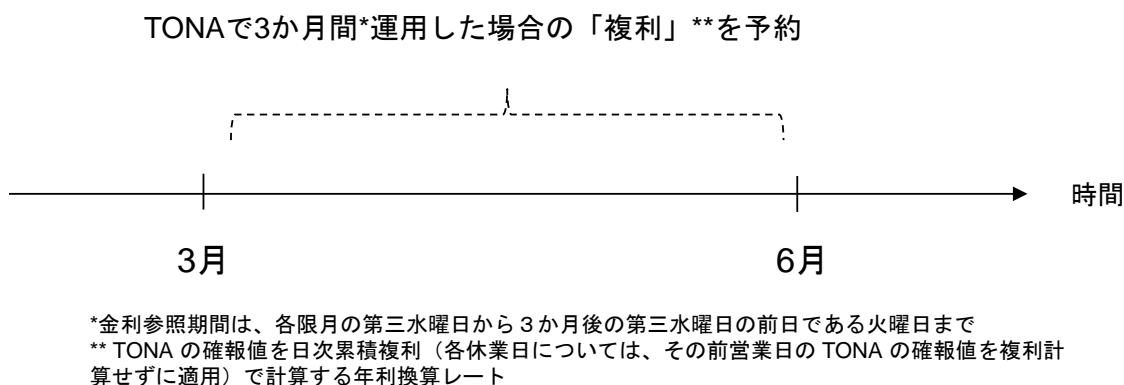 TONAで3か月間*運用した場合の「複利」**を予約
時間
3月
6月
*金利参照期間は、各限月の第三水曜日から３か月後の第三水曜日の前日である火曜日まで
** TONA の確報値を日次累積複利（各休業日については、その前営業日の TONA の確報値を複利計
算せずに適用）で計算する年利換算レート